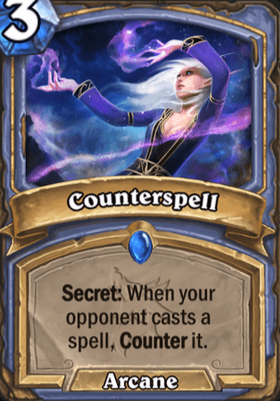 3
Counterspell
Secret: When your
opponent casts a
spell, Counter it.
Arcane